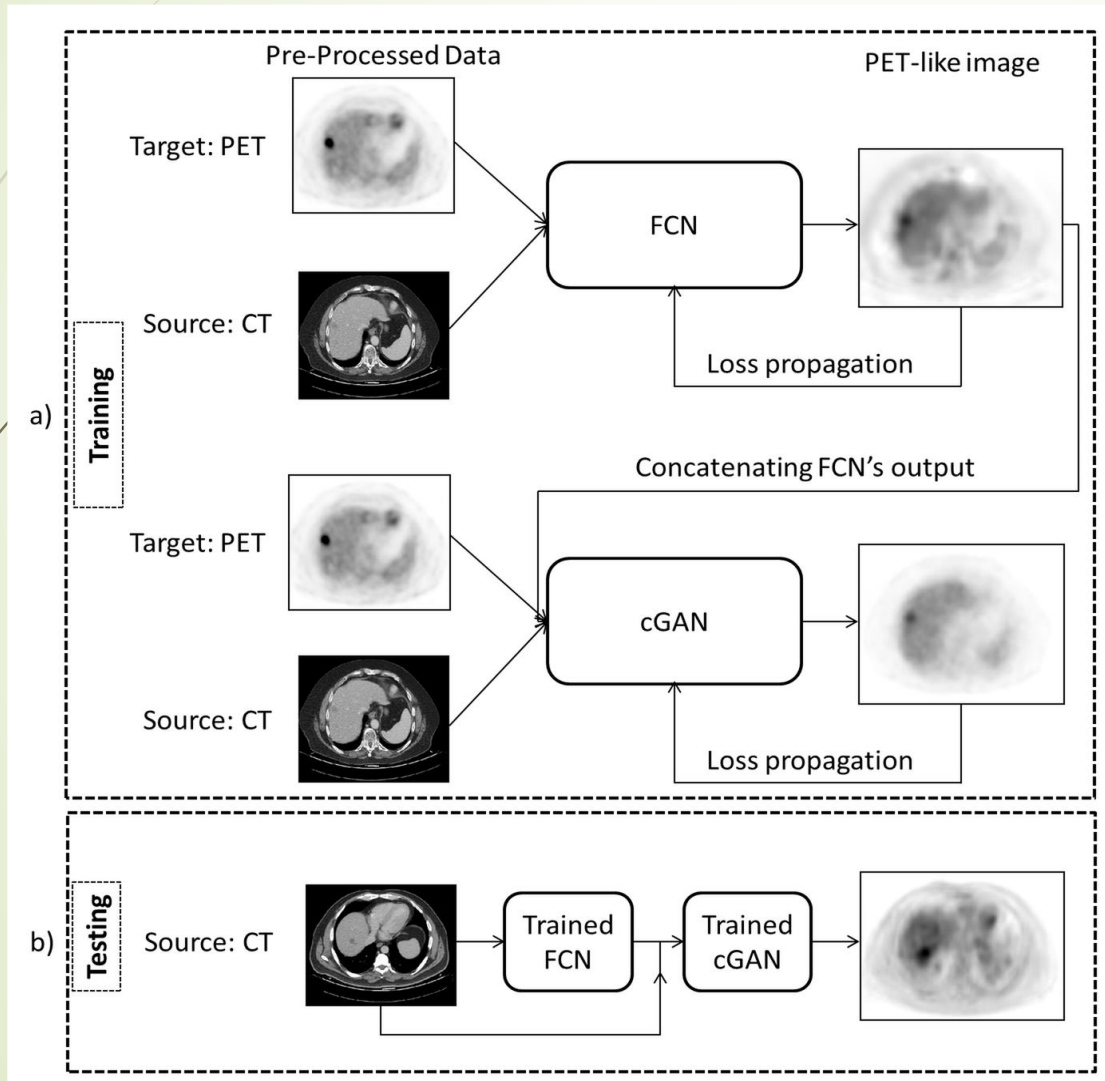 Pre-Processed Data
PET-like image
Target: PET
FCN
Source: CT
Loss propagation
a)
Training
Concatenating FCN's output
Target: PET
cGAN
Source: CT
Loss propagation
b)
Testing
Source: CT
Trained
FCN
Trained
cGAN